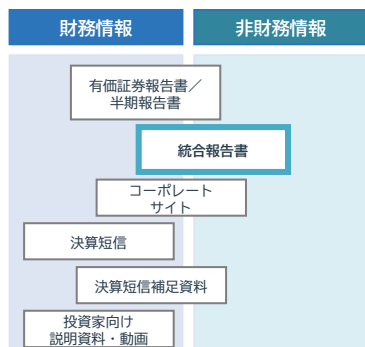 財務情報
非財務情報
有価証券報告書／
半期報告書
統合報告書
コーポレート
サイト
決算短信
決算短信補足資料
投資家向け
説明資料・動画